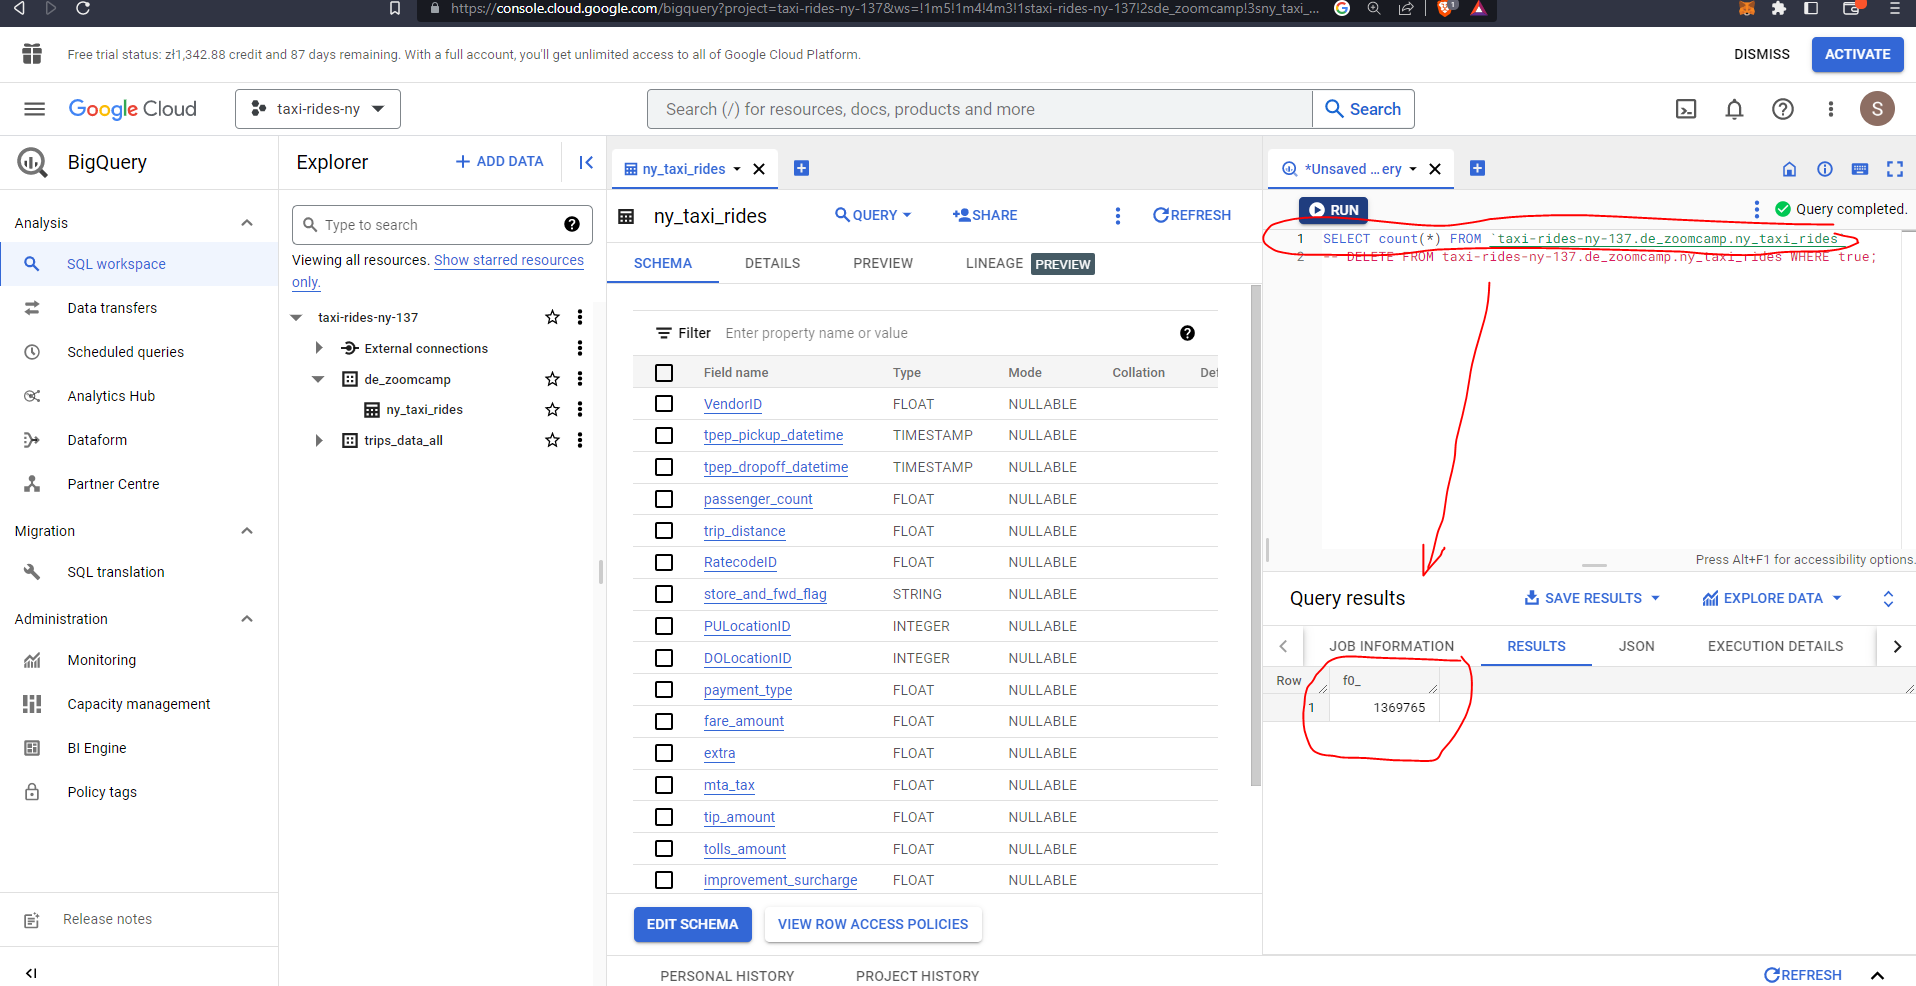 https://console.cloud.google.com/bigquery?project=taxi-rides-ny-137&ws=!1m5!1m4!4m3!1staxi-rides-ny-137!2sde_zoomcamp!3sny_taxi_...
1
Free trial status: zł1,342.88 credit and 87 days remaining. With a full account, you'll get unlimited access to all of Google Cloud Platform.
DISMISS
ACTIVATE
Google Cloud
taxi-rides-ny
Search (/) for resources, docs, products and more
Search
S
BigQuery
Analysis
SQL workspace
Data transfers
Scheduled queries
Analytics Hub
Dataform
Partner Centre
Migration
SQL translation
Administration
Monitoring
Capacity management
BI Engine
Policy tags
Release notes
Explorer
ADD DATA
Type to search
Viewing all resources. Show starred resources
only.
taxi-rides-ny-137
External connections
de_zoomcamp
ny_taxi_rides
trips_data_all
ny_taxi_rides
ny_taxi_rides
QUERY
SHARE
REFRESH
SCHEMA
DETAILS
PREVIEW
LINEAGE PREVIEW
Filter Enter property name or value
Field name Type Mode Collation Def
VendorID FLOAT NULLABLE
tpep_pickup_datetime TIMESTAMP NULLABLE
tpep_dropoff_datetime TIMESTAMP NULLABLE
passenger_count FLOAT NULLABLE
trip_distance FLOAT NULLABLE
RatecodeID FLOAT NULLABLE
store_and_fwd_flag STRING NULLABLE
PULocationID INTEGER NULLABLE
DOLocationID INTEGER NULLABLE
payment_type FLOAT NULLABLE
fare_amount FLOAT NULLABLE
extra FLOAT NULLABLE
mta_tax FLOAT NULLABLE
tip_amount FLOAT NULLABLE
tolls_amount FLOAT NULLABLE
improvement_surcharge FLOAT NULLABLE
EDIT SCHEMA
VIEW ROW ACCESS POLICIES
*Unsaved ...ery
RUN
Query completed.
1 SELECT count(*) FROM `taxi-rides-ny-137.de_zoomcamp.ny_taxi_rides`
2 -- DELETE FROM taxi-rides-ny-137.de_zoomcamp.ny_taxi_rides WHERE true;
Press Alt+F1 for accessibility options.
Query results
SAVE RESULTS
EXPLORE DATA
JOB INFORMATION
RESULTS
JSON
EXECUTION DETAILS
Row f0_
1 1369765
PERSONAL HISTORY
PROJECT HISTORY
REFRESH